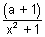 (a + 1)
x² + 1